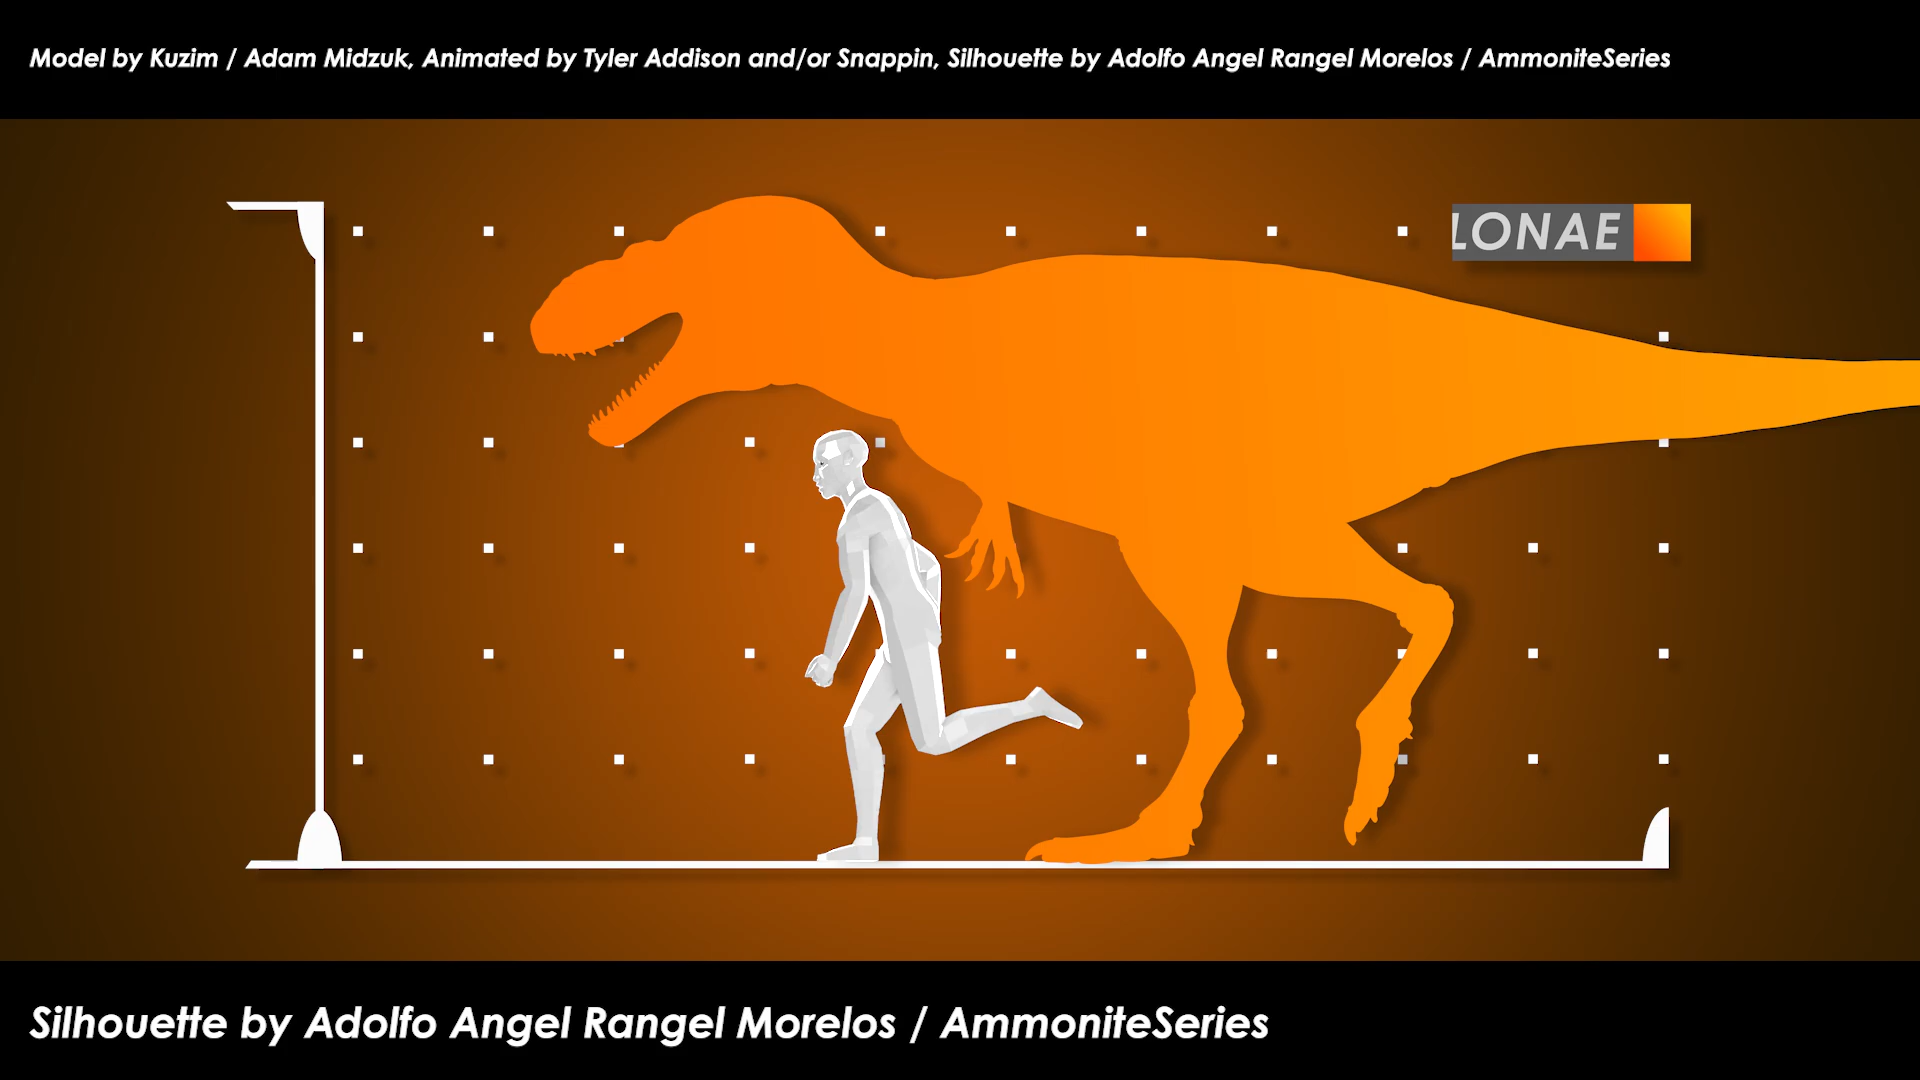 Model by Kuzim / Adam Midzuk, Animated by Tyler Addison and/or Snappin, Silhouette by Adolfo Angel Rangel Morelos / AmmoniteSeries
LONAE
Silhouette by Adolfo Angel Rangel Morelos / AmmoniteSeries